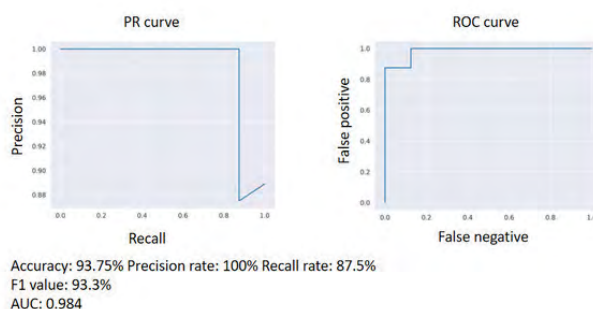 PR curve
1.00
0.98
0.96
0.94
0.92
0.90
0.88
Precision
0.0 0.2 0.4 0.6 0.8 1.0
Recall
ROC curve
1.0
0.8
0.6
0.4
0.2
0.0
False positive
0.0 0.2 0.4 0.6 0.8 1.0
False negative
Accuracy: 93.75% Precision rate: 100% Recall rate: 87.5%
F1 value: 93.3%
AUC: 0.984